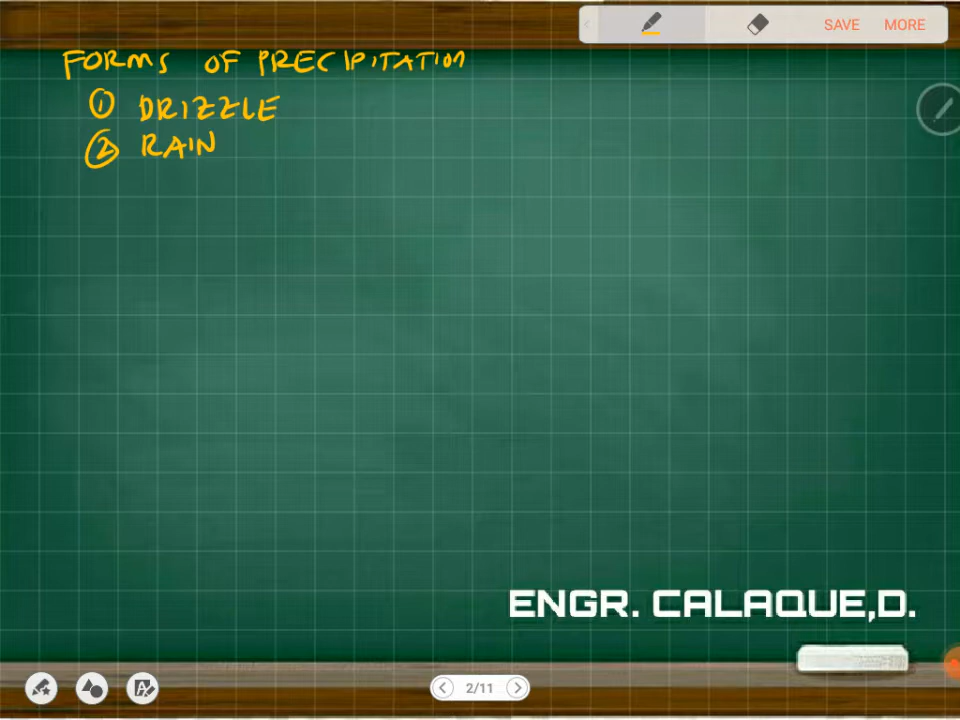 SAVE MORE
FORMS OF PRECIPITATION
① DRIZZLE
② RAIN
ENGR. CALAQUE,D.
2/11